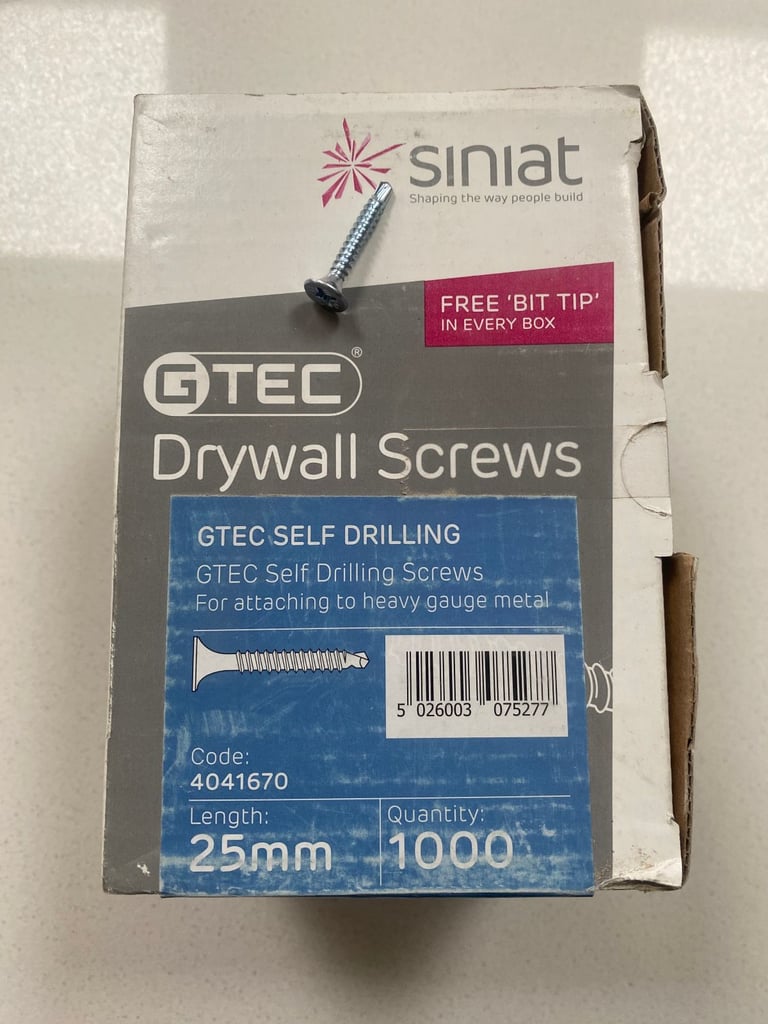 siniat
Shaping the way people build
FREE 'BIT TIP'
IN EVERY BOX
GTEC®
Drywall Screws
GTEC SELF DRILLING
GTEC Self Drilling Screws
For attaching to heavy gauge metal
5 026003 075277
Code:
4041670
Length:
25mm
Quantity:
1000